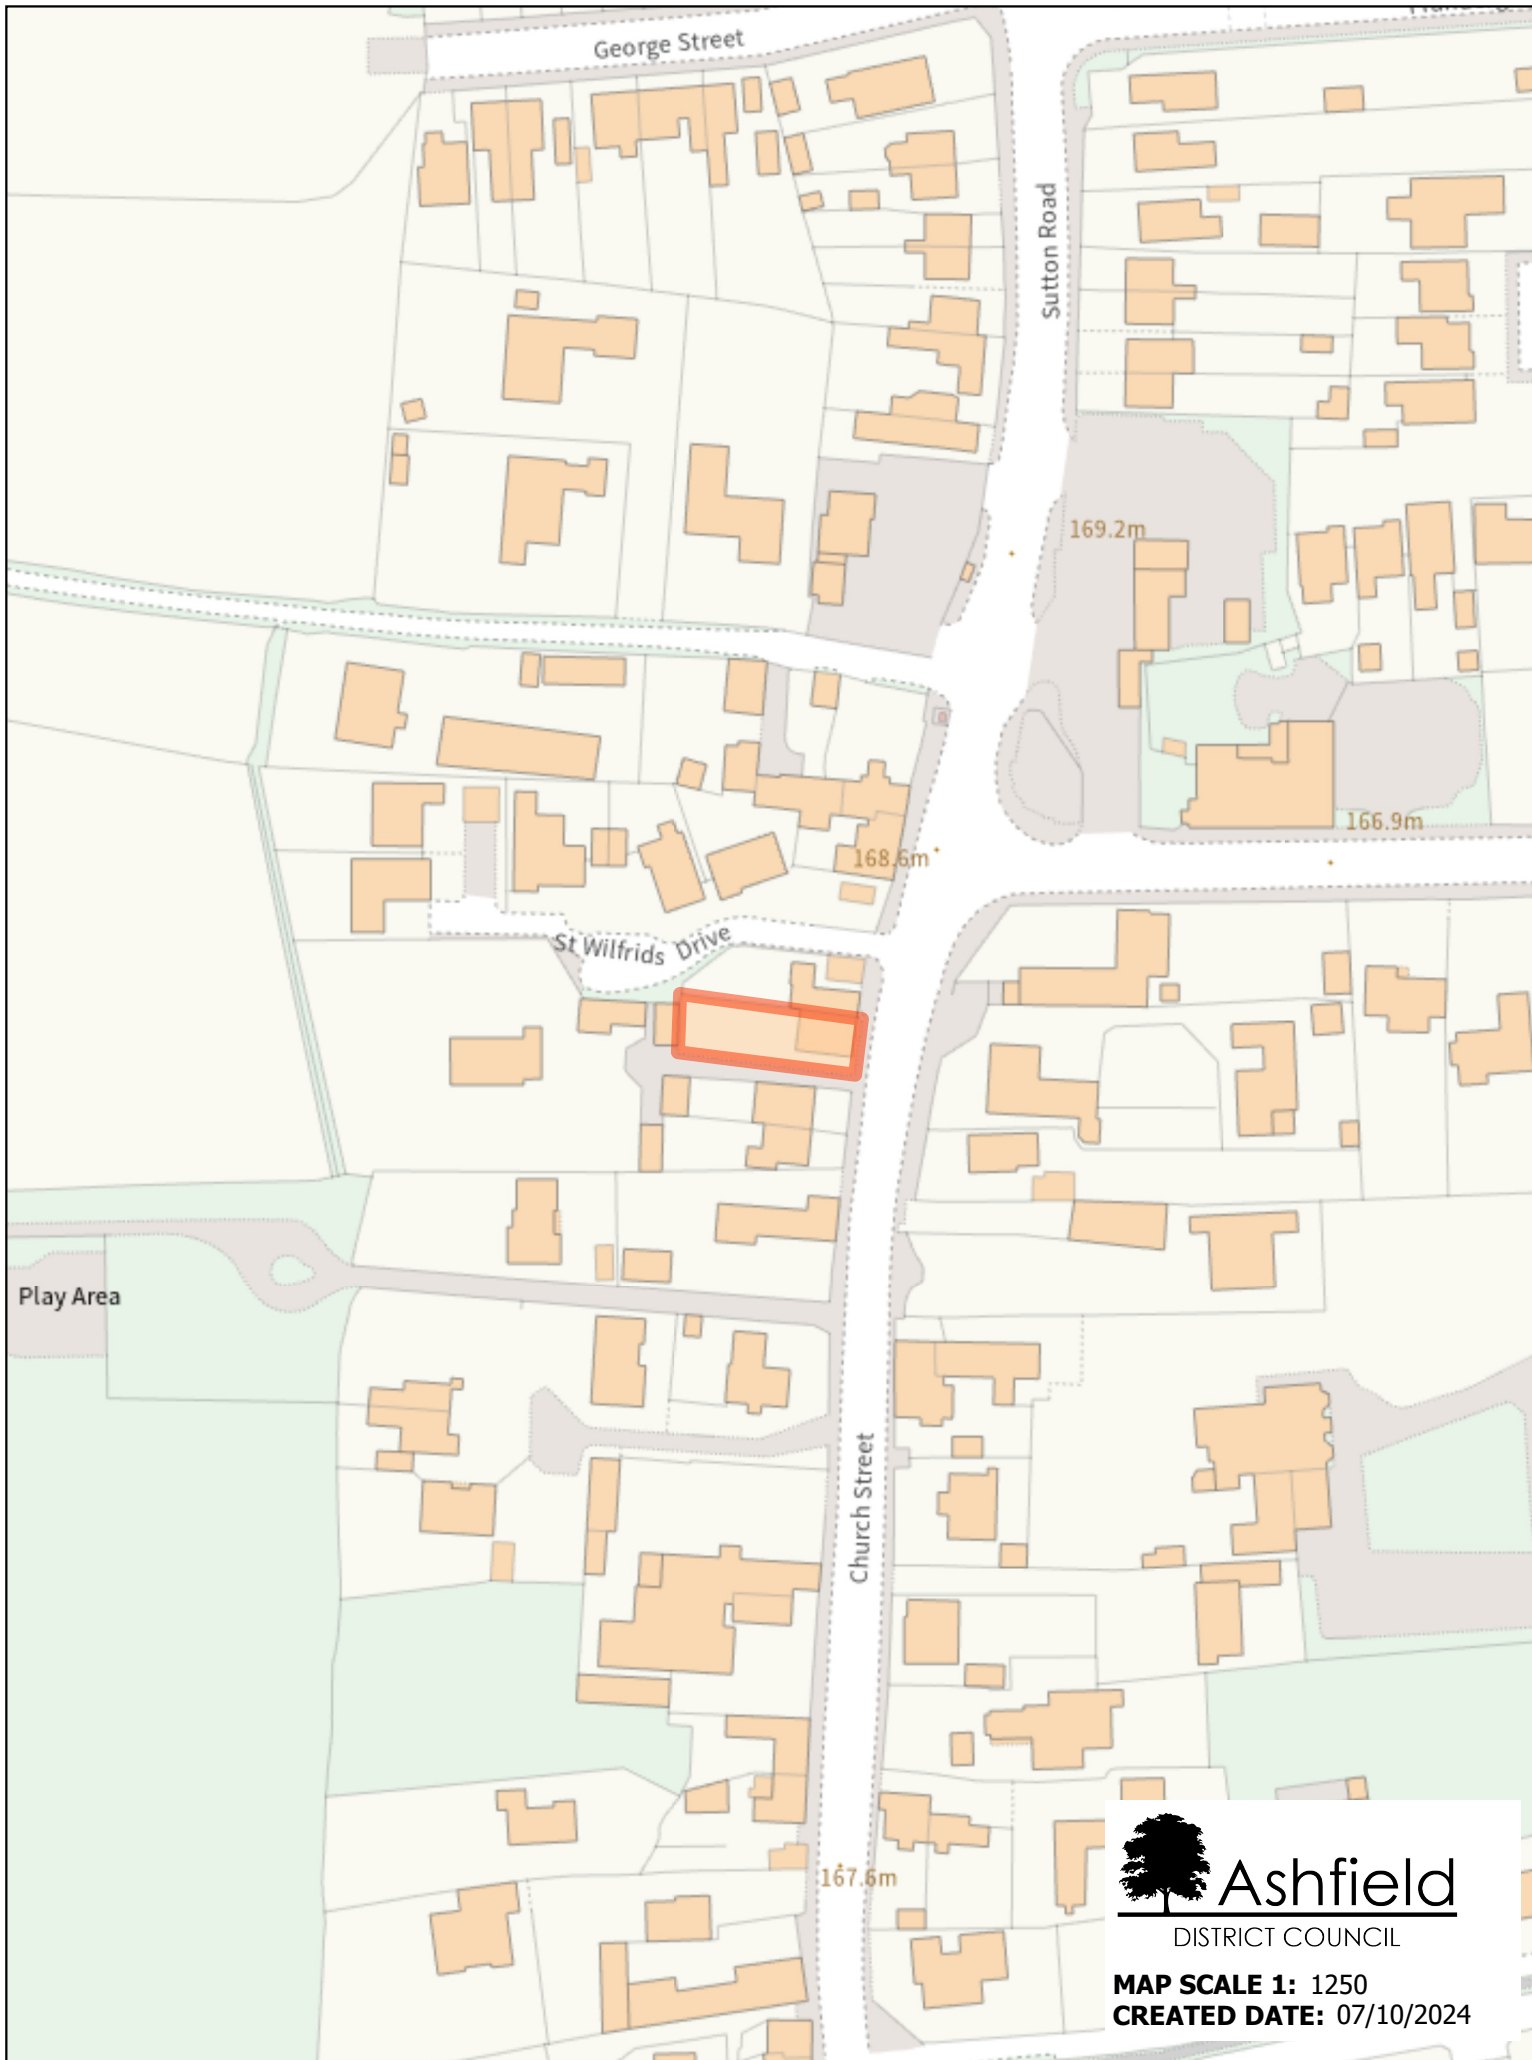 George Street
Sutton Road
169.2m
166.9m
168.6m
St Wilfrids Drive
Play Area
Church Street
167.6m
Ashfield
DISTRICT COUNCIL
MAP SCALE 1: 1250
CREATED DATE: 07/10/2024